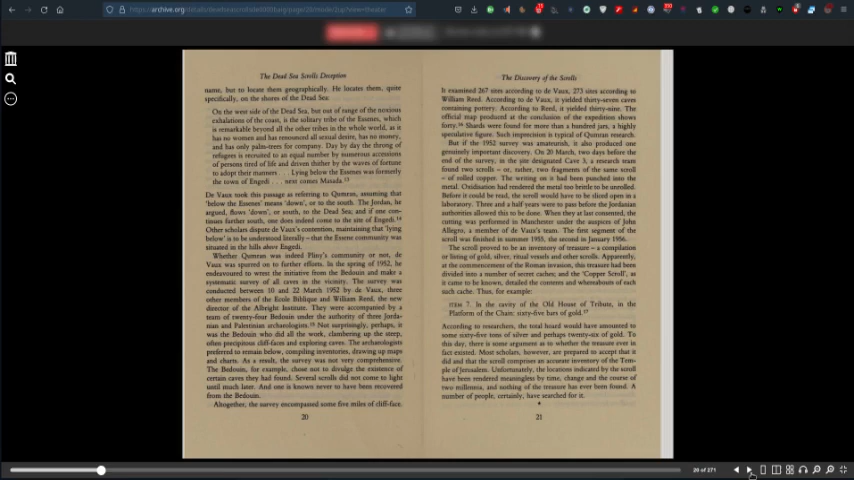 https://archive.org/details/deadseascrollsde000baig/page/20/mode/2up?view=theater
The Dead Sea Scrolls Deception
name, but to locate them geographically. He locates them, quite
specifically, on the shores of the Dead Sea:
On the west side of the Dead Sea, but out of range of the noxious
exhalations of the coast, is the solitary tribe of the Essenes, which
is remarkable beyond all the other tribes in the whole world, as it
has no women and has renounced all sexual desire, has no money,
and has only palm-trees for company. Day by day the throng of
refugees is recruited to an equal number by numerous accessions
of persons tired of life and driven thither by the waves of fortune
to adopt their manners . . . Lying below the Essenes was formerly
the town of Engedi . . . next comes Masada.13
De Vaux took this passage as referring to Qumran, assuming that
'below the Essenes' means 'down', or to the south. The Jordan, he
argued, flows 'down', or south, to the Dead Sea; and if one con-
tinues further south, one does indeed come to the site of Engedi.14
Other scholars dispute de Vaux's contention, maintaining that 'lying
below' is to be understood literally – that the Essene community was
situated in the hills above Engedi.
Whether Qumran was indeed Pliny's community or not, de
Vaux was spurred on to further efforts. In the spring of 1952, he
endeavoured to wrest the initiative from the Bedouin and make a
systematic survey of all caves in the vicinity. The survey was
conducted between 10 and 22 March 1952 by de Vaux, three
other members of the Ecole Biblique and William Reed, the new
director of the Albright Institute. They were accompanied by a
team of twenty-four Bedouin under the authority of three Jorda-
nian and Palestinian archaeologists.15 Not surprisingly, perhaps, it
was the Bedouin who did all the work, clambering up the steep,
often precipitous cliff-faces and exploring caves. The archaeologists
preferred to remain below, compiling inventories, drawing up maps
and charts. As a result, the survey was not very comprehensive.
The Bedouin, for example, chose not to divulge the existence of
certain caves they had found. Several scrolls did not come to light
until much later. And one is known never to have been recovered
from the Bedouin.
Altogether, the survey encompassed some five miles of cliff-face.
20
The Discovery of the Scrolls
It examined 267 sites according to de Vaux, 273 sites according to
William Reed. According to de Vaux, it yielded thirty-seven caves
containing pottery. According to Reed, it yielded thirty-nine. The
official map produced at the conclusion of the expedition shows
forty.16 Shards were found for more than a hundred jars, a highly
speculative figure. Such imprecision is typical of Qumran research.
But if the 1952 survey was amateurish, it also produced one
genuinely important discovery. On 20 March, two days before the
end of the survey, in the site designated Cave 3, a research team
found two scrolls – or, rather, two fragments of the same scroll
– of rolled copper. The writing on it had been punched into the
metal. Oxidisation had rendered the metal too brittle to be unrolled.
Before it could be read, the scroll would have to be sliced open in a
laboratory. Three and a half years were to pass before the Jordanian
authorities allowed this to be done. When they at last consented, the
cutting was performed in Manchester under the auspices of John
Allegro, a member of de Vaux's team. The first segment of the
scroll was finished in summer 1955, the second in January 1956.
The scroll proved to be an inventory of treasure – a compilation
or listing of gold, silver, ritual vessels and other scrolls. Apparently,
at the commencement of the Roman invasion, this treasure had been
divided into a number of secret caches; and the 'Copper Scroll', as
it came to be known, detailed the contents and whereabouts of each
such cache. Thus, for example:
ITEM 7. In the cavity of the Old House of Tribute, in the
Platform of the Chain: sixty-five bars of gold.17
According to researchers, the total hoard would have amounted to
some sixty-five tons of silver and perhaps twenty-six of gold. To
this day, there is some argument as to whether the treasure ever in
fact existed. Most scholars, however, are prepared to accept that it
did and that the scroll comprises an accurate inventory of the Tem-
ple of Jerusalem. Unfortunately, the locations indicated by the scroll
have been rendered meaningless by time, change and the course of
two millennia, and nothing of the treasure has ever been found. A
number of people, certainly, have searched for it.
*
21
20 of 271